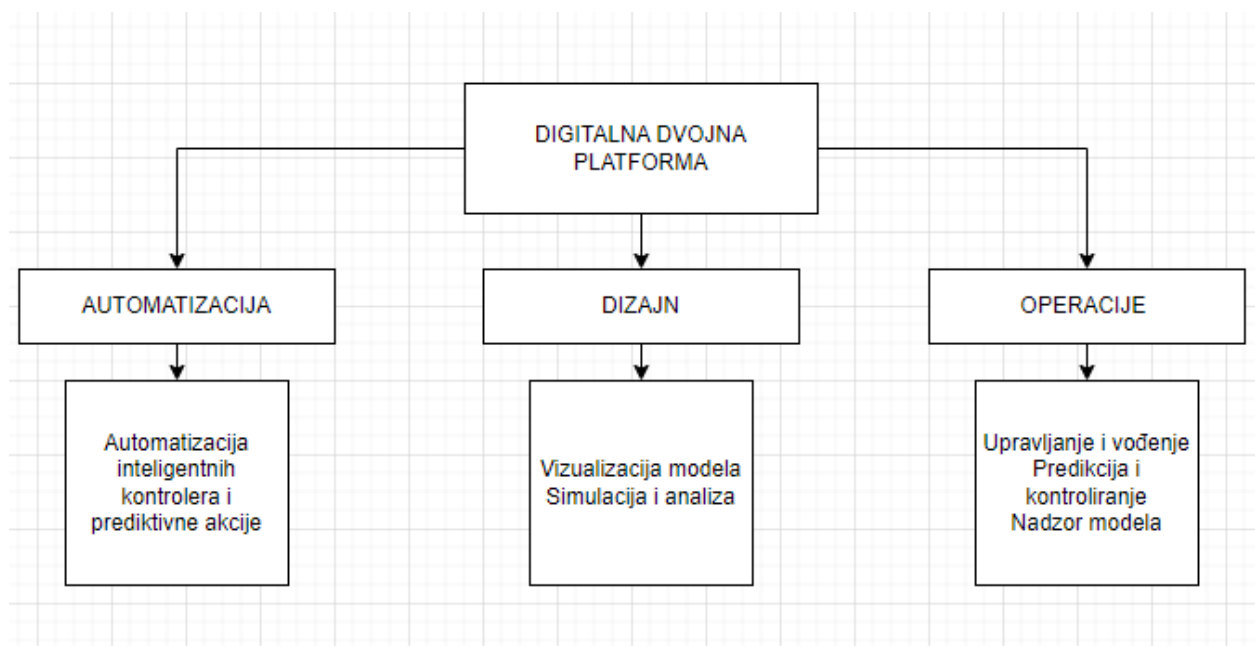 DIGITALNA DVOJNA
PLATFORMA
AUTOMATIZACIJA
DIZAJN
OPERACIJE
Automatizacija
inteligentnih
kontrolera i
prediktivne akcije
Vizualizacija modela
Simulacija i analiza
Upravljanje i vođenje
Predikcija i
kontroliranje
Nadzor modela